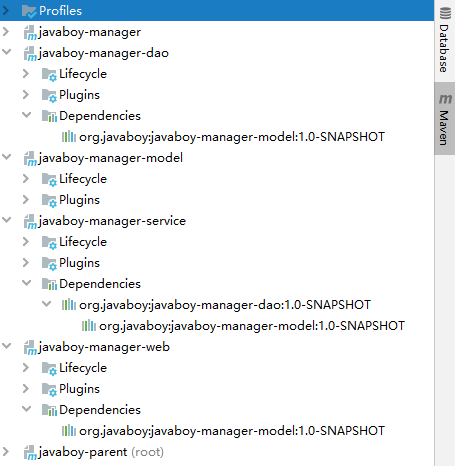 Profiles
javaboy-manager
javaboy-manager-dao
Lifecycle
Plugins
Dependencies
org.javaboy:javaboy-manager-model:1.0-SNAPSHOT
javaboy-manager-model
Lifecycle
Plugins
javaboy-manager-service
Lifecycle
Plugins
Dependencies
org.javaboy:javaboy-manager-dao:1.0-SNAPSHOT
org.javaboy:javaboy-manager-model:1.0-SNAPSHOT
javaboy-manager-web
Lifecycle
Plugins
Dependencies
org.javaboy:javaboy-manager-model:1.0-SNAPSHOT
javaboy-parent (root)
Database
m Maven